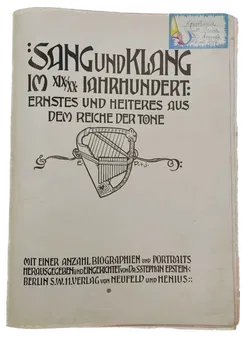 :SANG UND KLANG
IM XIX/XX. JAHRHUNDERT:
ERNSTES UND HEITERES AUS
DEM REICHE DER TÖNE
MIT EINER ANZAHL BIOGRAPHIEN UND PORTRAITS
HERAUSGEGEBEN UND EINGERICHTET VON DR. STEPHAN EPSTEIN:
BERLIN S.W. 11. VERLAG VON NEUFELD UND HENIUS::